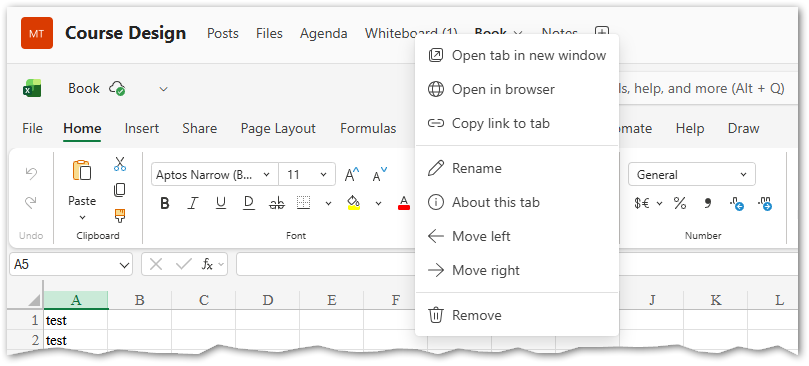 MT Course Design Posts Files Agenda Whiteboard (1) Book Notes
Open tab in new window
Book
Open in browser
help, and more (Alt + Q)
Copy link to tab
File Home Insert Share Page Layout Formulas
Help Draw
Rename
Aptos Narrow (B... 11 A A
General
Paste
About this tab
B I U D ab A
$€ %
Move left
Undo Clipboard Font
Number
A5
fx
Move right
A B C D E F J K L
1 test
Remove
2 test